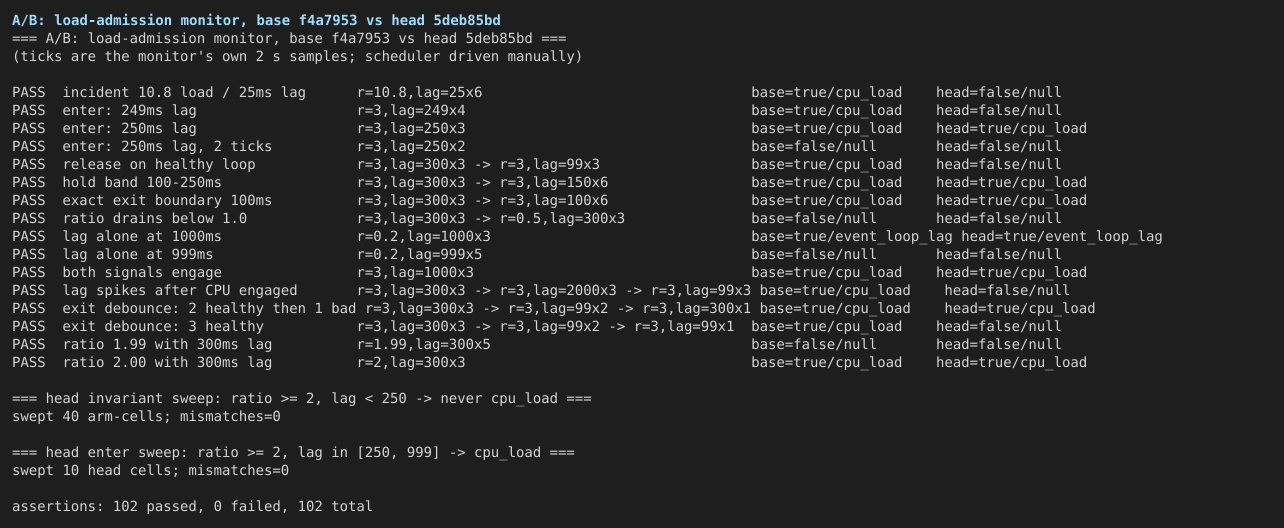 A/B: load-admission monitor, base f4a7953 vs head 5deb85bd
=== A/B: load-admission monitor, base f4a7953 vs head 5deb85bd ===
(ticks are the monitor's own 2 s samples; scheduler driven manually)
PASS  incident 10.8 load / 25ms lag      r=10.8,lag=25x6                                base=true/cpu_load    head=false/null
PASS  enter: 249ms lag                   r=3,lag=249x4                                  base=true/cpu_load    head=false/null
PASS  enter: 250ms lag                   r=3,lag=250x3                                  base=true/cpu_load    head=true/cpu_load
PASS  enter: 250ms lag, 2 ticks          r=3,lag=250x2                                  base=false/null       head=false/null
PASS  release on healthy loop            r=3,lag=300x3 -> r=3,lag=99x3                  base=true/cpu_load    head=false/null
PASS  hold band 100-250ms                r=3,lag=300x3 -> r=3,lag=150x6                 base=true/cpu_load    head=true/cpu_load
PASS  exact exit boundary 100ms          r=3,lag=300x3 -> r=3,lag=100x6                 base=true/cpu_load    head=true/cpu_load
PASS  ratio drains below 1.0             r=3,lag=300x3 -> r=0.5,lag=300x3               base=false/null       head=false/null
PASS  lag alone at 1000ms                r=0.2,lag=1000x3                               base=true/event_loop_lag head=true/event_loop_lag
PASS  lag alone at 999ms                 r=0.2,lag=999x5                                base=false/null       head=false/null
PASS  both signals engage                r=3,lag=1000x3                                 base=true/cpu_load    head=true/cpu_load
PASS  lag spikes after CPU engaged       r=3,lag=300x3 -> r=3,lag=2000x3 -> r=3,lag=99x3 base=true/cpu_load    head=false/null
PASS  exit debounce: 2 healthy then 1 bad r=3,lag=300x3 -> r=3,lag=99x2 -> r=3,lag=300x1 base=true/cpu_load    head=true/cpu_load
PASS  exit debounce: 3 healthy           r=3,lag=300x3 -> r=3,lag=99x2 -> r=3,lag=99x1  base=true/cpu_load    head=false/null
PASS  ratio 1.99 with 300ms lag          r=1.99,lag=300x5                               base=false/null       head=false/null
PASS  ratio 2.00 with 300ms lag          r=2,lag=300x3                                  base=true/cpu_load    head=true/cpu_load
=== head invariant sweep: ratio >= 2, lag < 250 -> never cpu_load ===
swept 40 arm-cells; mismatches=0
=== head enter sweep: ratio >= 2, lag in [250, 999] -> cpu_load ===
swept 10 head cells; mismatches=0
assertions: 102 passed, 0 failed, 102 total